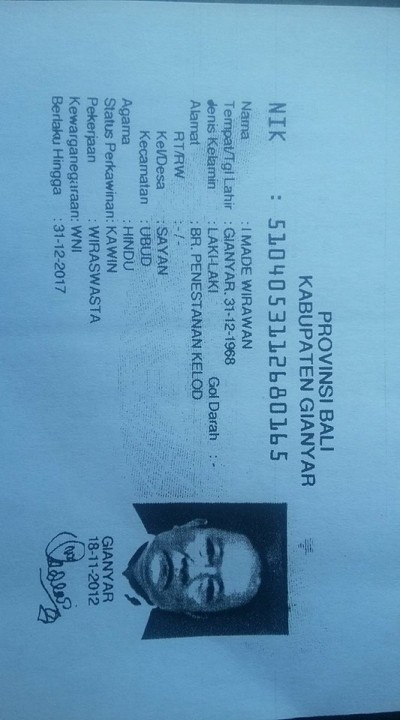 PROVINSI BALI
KABUPATEN GIANYAR
NIK : 5104053112680165
Nama : I MADE WIRAWAN
Tempat/Tgl Lahir : GIANYAR, 31-12-1968
Jenis Kelamin : LAKI-LAKI Gol Darah : -
Alamat : BR. PENESTANAN KELOD
RT/RW : -/-
Kel/Desa : SAYAN
Kecamatan : UBUD
Agama : HINDU
Status Perkawinan: KAWIN
Pekerjaan : WIRASWASTA
Kewarganegaraan: WNI
Berlaku Hingga : 31-12-2017
GIANYAR
18-11-2012